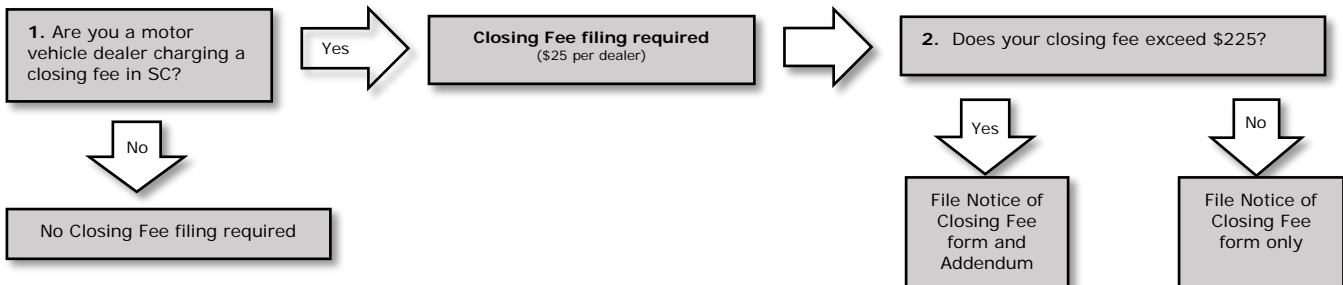 1. Are you a motor
vehicle dealer charging a
closing fee in SC?
Yes
Closing Fee filing required
($25 per dealer)
2. Does your closing fee exceed $225?
No
No Closing Fee filing required
Yes
File Notice of
Closing Fee
form and
Addendum
No
File Notice of
Closing Fee
form only